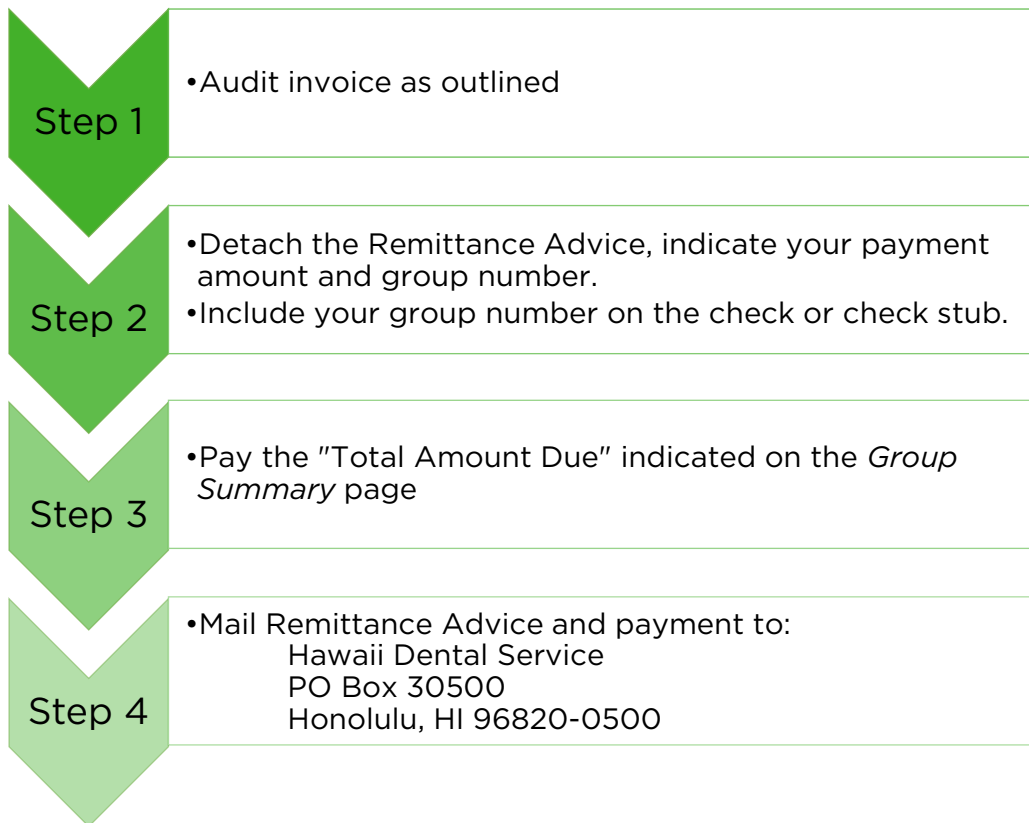 Step 1
•Audit invoice as outlined
Step 2
•Detach the Remittance Advice, indicate your payment
amount and group number.
•Include your group number on the check or check stub.
Step 3
•Pay the "Total Amount Due" indicated on the Group
Summary page
Step 4
•Mail Remittance Advice and payment to:
Hawaii Dental Service
PO Box 30500
Honolulu, HI 96820-0500